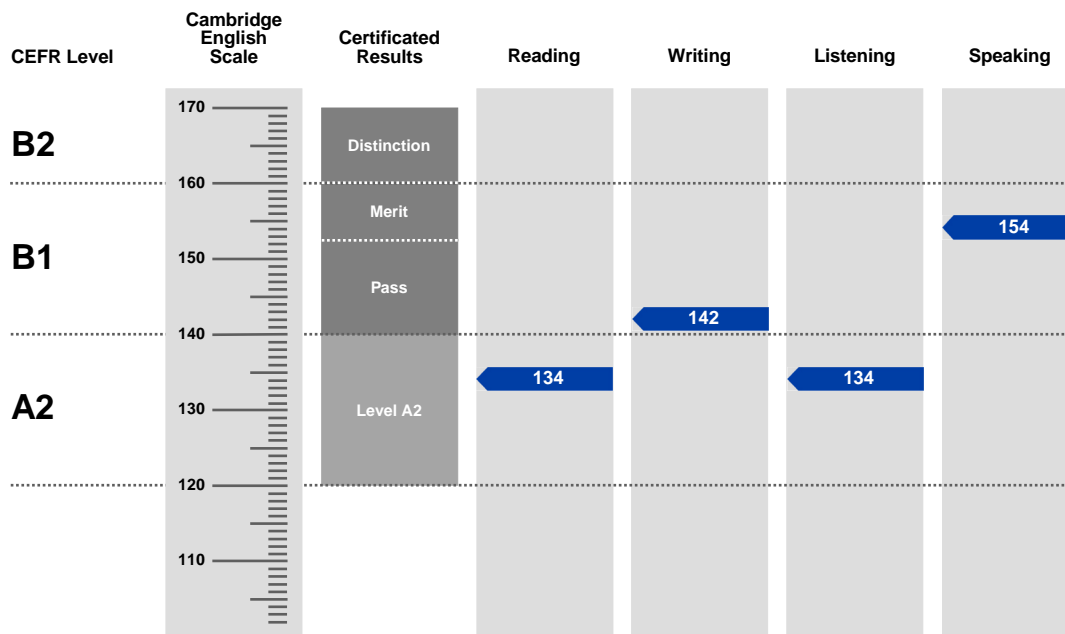 CEFR Level
Cambridge
English
Scale
Certificated
Results
Reading
Writing
Listening
Speaking
170
B2
Distinction
160
Merit
154
B1
150
Pass
142
140
134
134
A2
130
Level A2
120
110